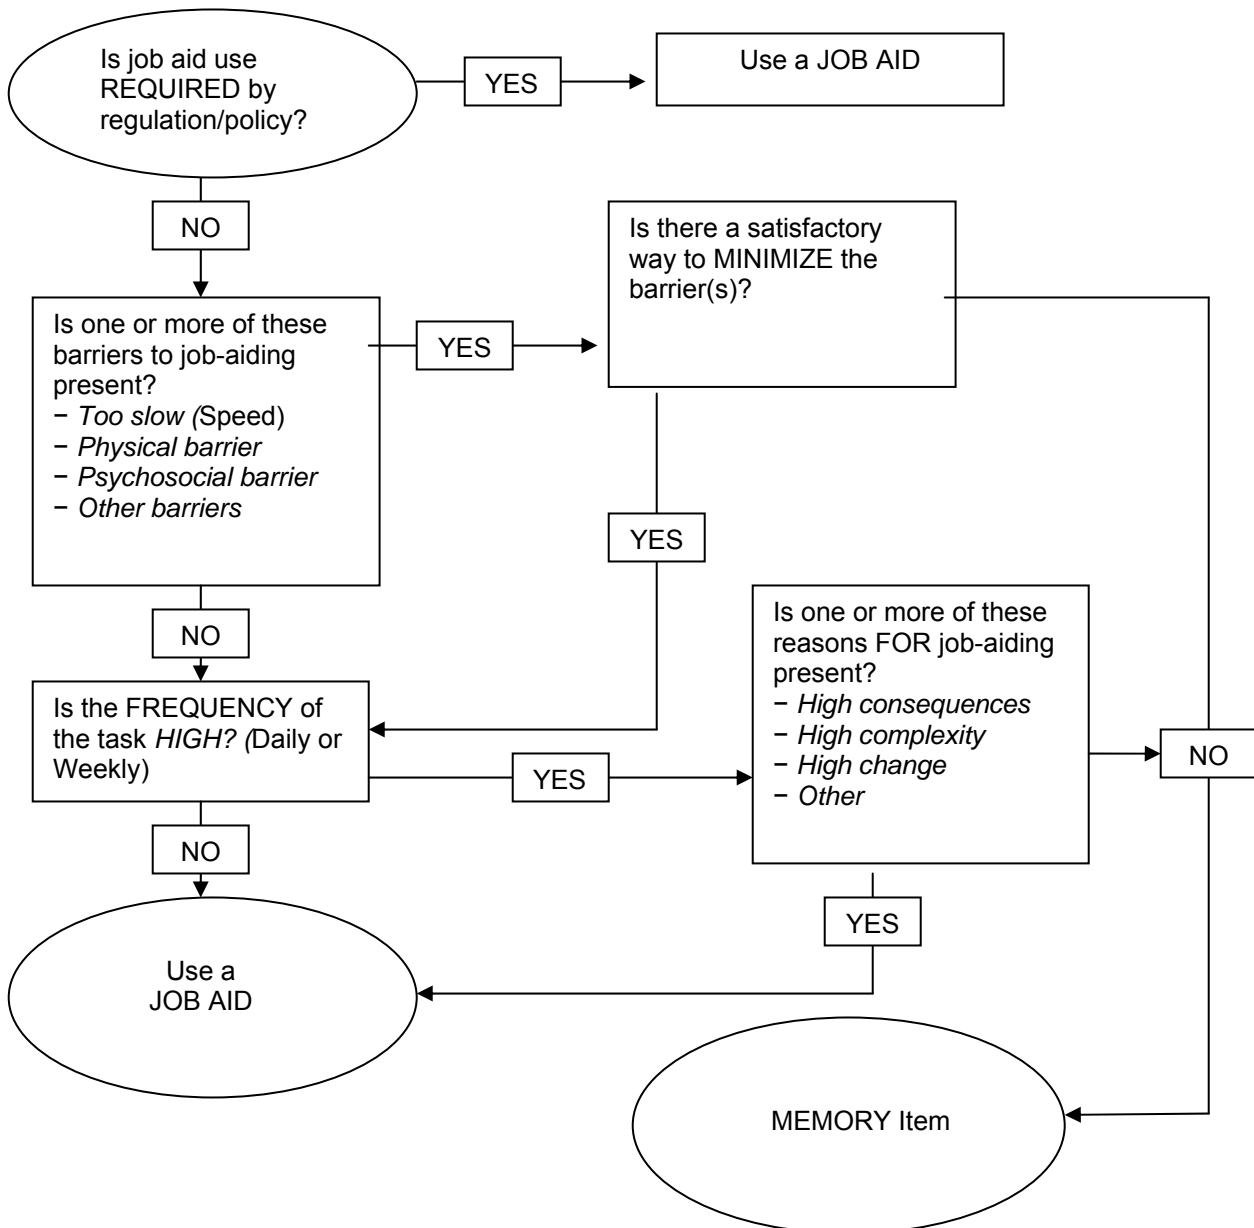 Is job aid use
REQUIRED by
regulation/policy?
YES
Use a JOB AID
NO
Is there a satisfactory
way to MINIMIZE the
barrier(s)?
Is one or more of these
barriers to job-aiding
present?
− Too slow (Speed)
− Physical barrier
− Psychosocial barrier
− Other barriers
YES
YES
NO
Is the FREQUENCY of
the task HIGH? (Daily or
Weekly)
YES
Is one or more of these
reasons FOR job-aiding
present?
− High consequences
− High complexity
− High change
− Other
NO
NO
YES
Use a
JOB AID
MEMORY Item